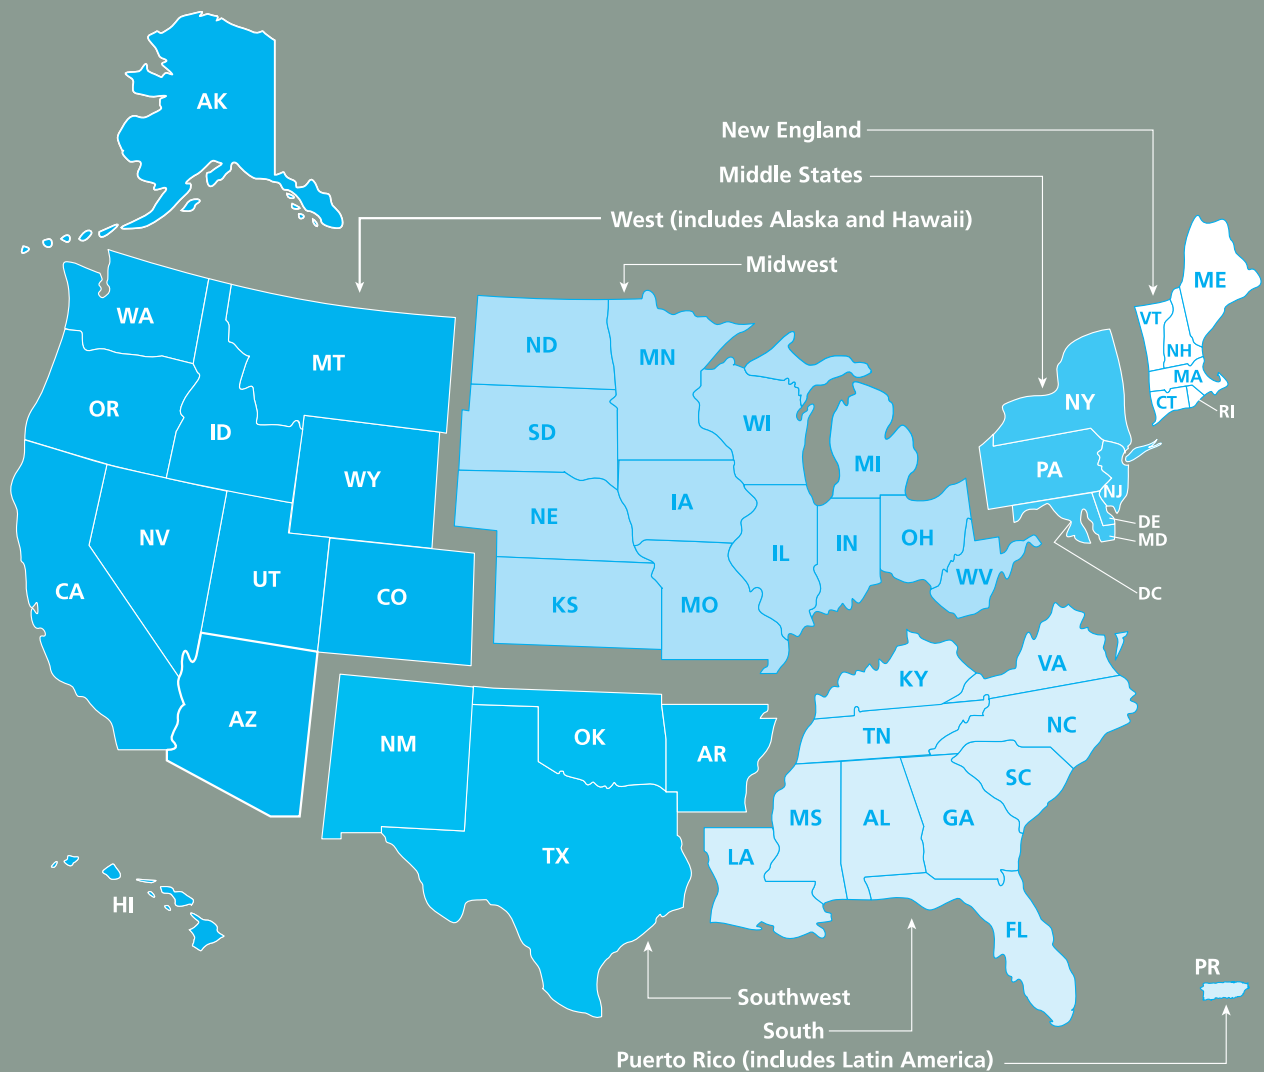 AK
New England
Middle States
West (includes Alaska and Hawaii)
Midwest
ME
WA
VT
ND
MN
NH
MT
MA
NY
CT
OR
RI
WI
ID
SD
MI
PA
WY
NJ
IA
NE
DE
NV
OH
MD
IN
IL
UT
WV
CA
CO
DC
KS
MO
VA
KY
AZ
NC
TN
OK
NM
AR
SC
MS
AL
GA
TX
LA
HI
FL
PR
Southwest
South
Puerto Rico (includes Latin America)